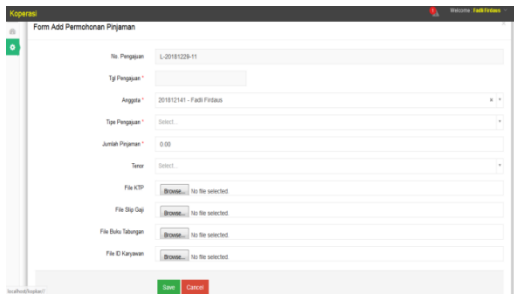 Koperasi
Welcome Fadli Firdaus
Form Add Permohonan Pinjaman
No. Pengajuan L-20181229-11
Tgl Pengajuan *
Anggota * 201812141 - Fadli Firdaus
Tipe Pengajuan * Select...
Jumlah Pinjaman * 0.00
Tenor Select...
File KTP Browse... No file selected.
File Slip Gaji Browse... No file selected.
File Buku Tabungan Browse... No file selected.
File ID Karyawan Browse... No file selected.
Save Cancel